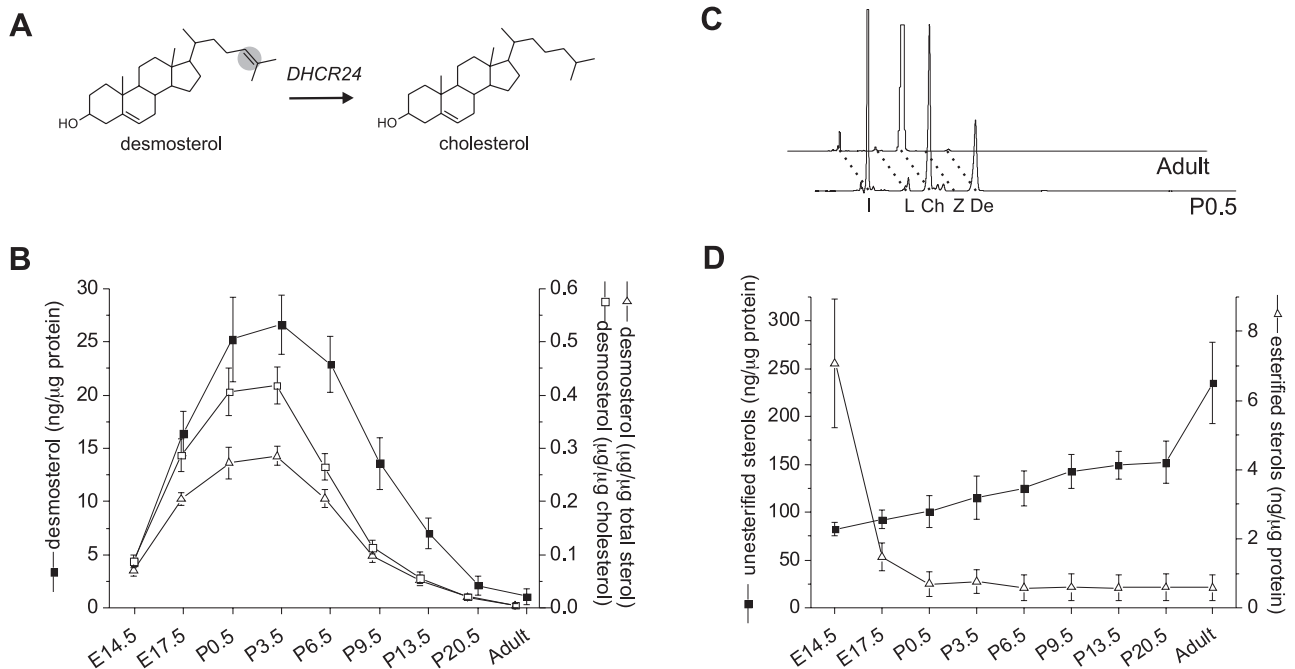 A
DHCR24
HO
desmosterol
HO
cholesterol
C
Adult
P0.5
I L Ch Z De
B
desmosterol (ng/µg protein)
30
25
20
15
10
5
0
0.6
0.5
0.4
0.3
0.2
0.1
0.0
desmosterol (µg/µg cholesterol)
desmosterol (µg/µg total sterol)
E14.5 E17.5 P0.5 P3.5 P6.5 P9.5 P13.5 P20.5 Adult
D
unesterified sterols (ng/µg protein)
300
250
200
150
100
50
0
8
6
4
2
0
esterified sterols (ng/µg protein)
E14.5 E17.5 P0.5 P3.5 P6.5 P9.5 P13.5 P20.5 Adult